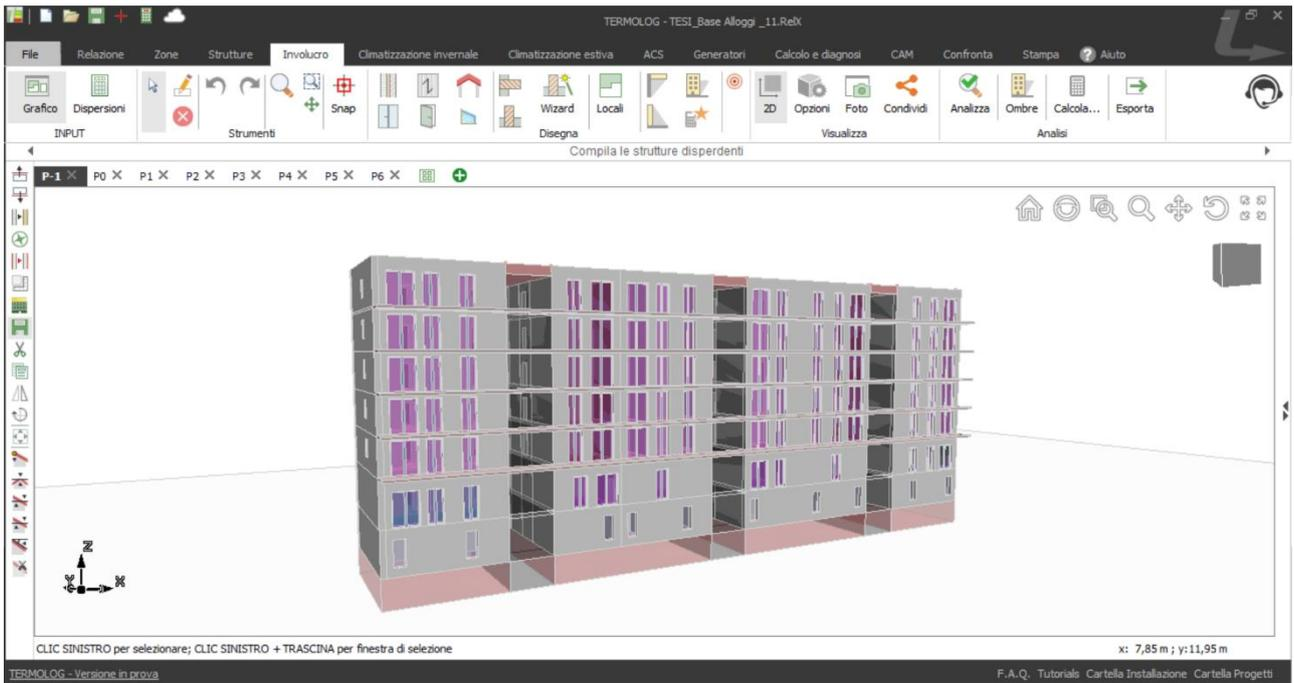 TERMOLOG - TESI_Base Alloggi _11.RelX
File Relazione Zone Strutture Involucro Climatizzazione invernale Climatizzazione estiva ACS Generatori Calcolo e diagnosi CAM Confronta Stampa ? Aiuto
Grafico Dispersioni Snap Wizard Locali 2D Opzioni Foto Condividi Analizza Ombre Calcola... Esporta
INPUT Strumenti Disegna Visualizza Analisi
Compila le strutture disperdenti
P-1 P0 P1 P2 P3 P4 P5 P6
Z
Y X
CLIC SINISTRO per selezionare; CLIC SINISTRO + TRASCINA per finestra di selezione x: 7,85 m ; y:11,95 m
TERMOLOG - Versione in prova F.A.Q. Tutorials Cartella Installazione Cartella Progetti